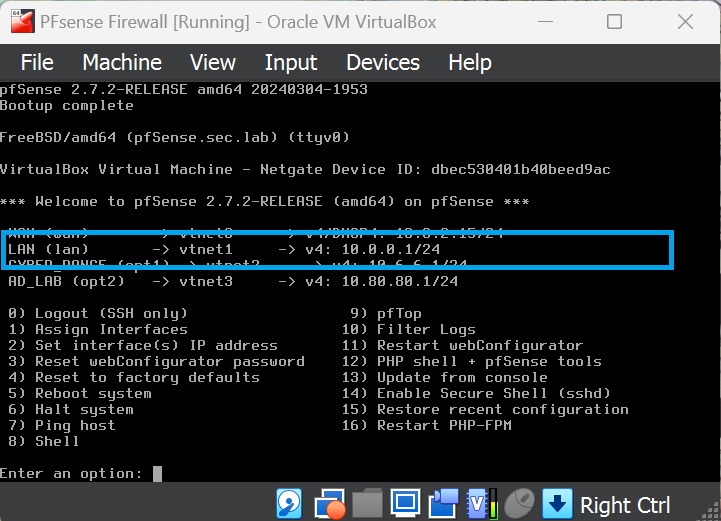 PFsense Firewall [Running] - Oracle VM VirtualBox
File Machine View Input Devices Help
pfSense 2.7.2-RELEASE amd64 20240304-1953
Bootup complete
FreeBSD/amd64 (pfSense.sec.lab) (ttyv0)
VirtualBox Virtual Machine - Netgate Device ID: dbec530401b40beed9ac
*** Welcome to pfSense 2.7.2-RELEASE (amd64) on pfSense ***
WAN (wan) -> vtnet0 -> v4/DHCP4: 10.0.2.15/24
LAN (lan) -> vtnet1 -> v4: 10.0.0.1/24
CYBER_RANGE (opt1) -> vtnet2 -> v4: 10.6.6.1/24
AD_LAB (opt2) -> vtnet3 -> v4: 10.80.80.1/24
0) Logout (SSH only) 9) pfTop
1) Assign Interfaces 10) Filter Logs
2) Set interface(s) IP address 11) Restart webConfigurator
3) Reset webConfigurator password 12) PHP shell + pfSense tools
4) Reset to factory defaults 13) Update from console
5) Reboot system 14) Enable Secure Shell (sshd)
6) Halt system 15) Restore recent configuration
7) Ping host 16) Restart PHP-FPM
8) Shell
Enter an option:
Right Ctrl